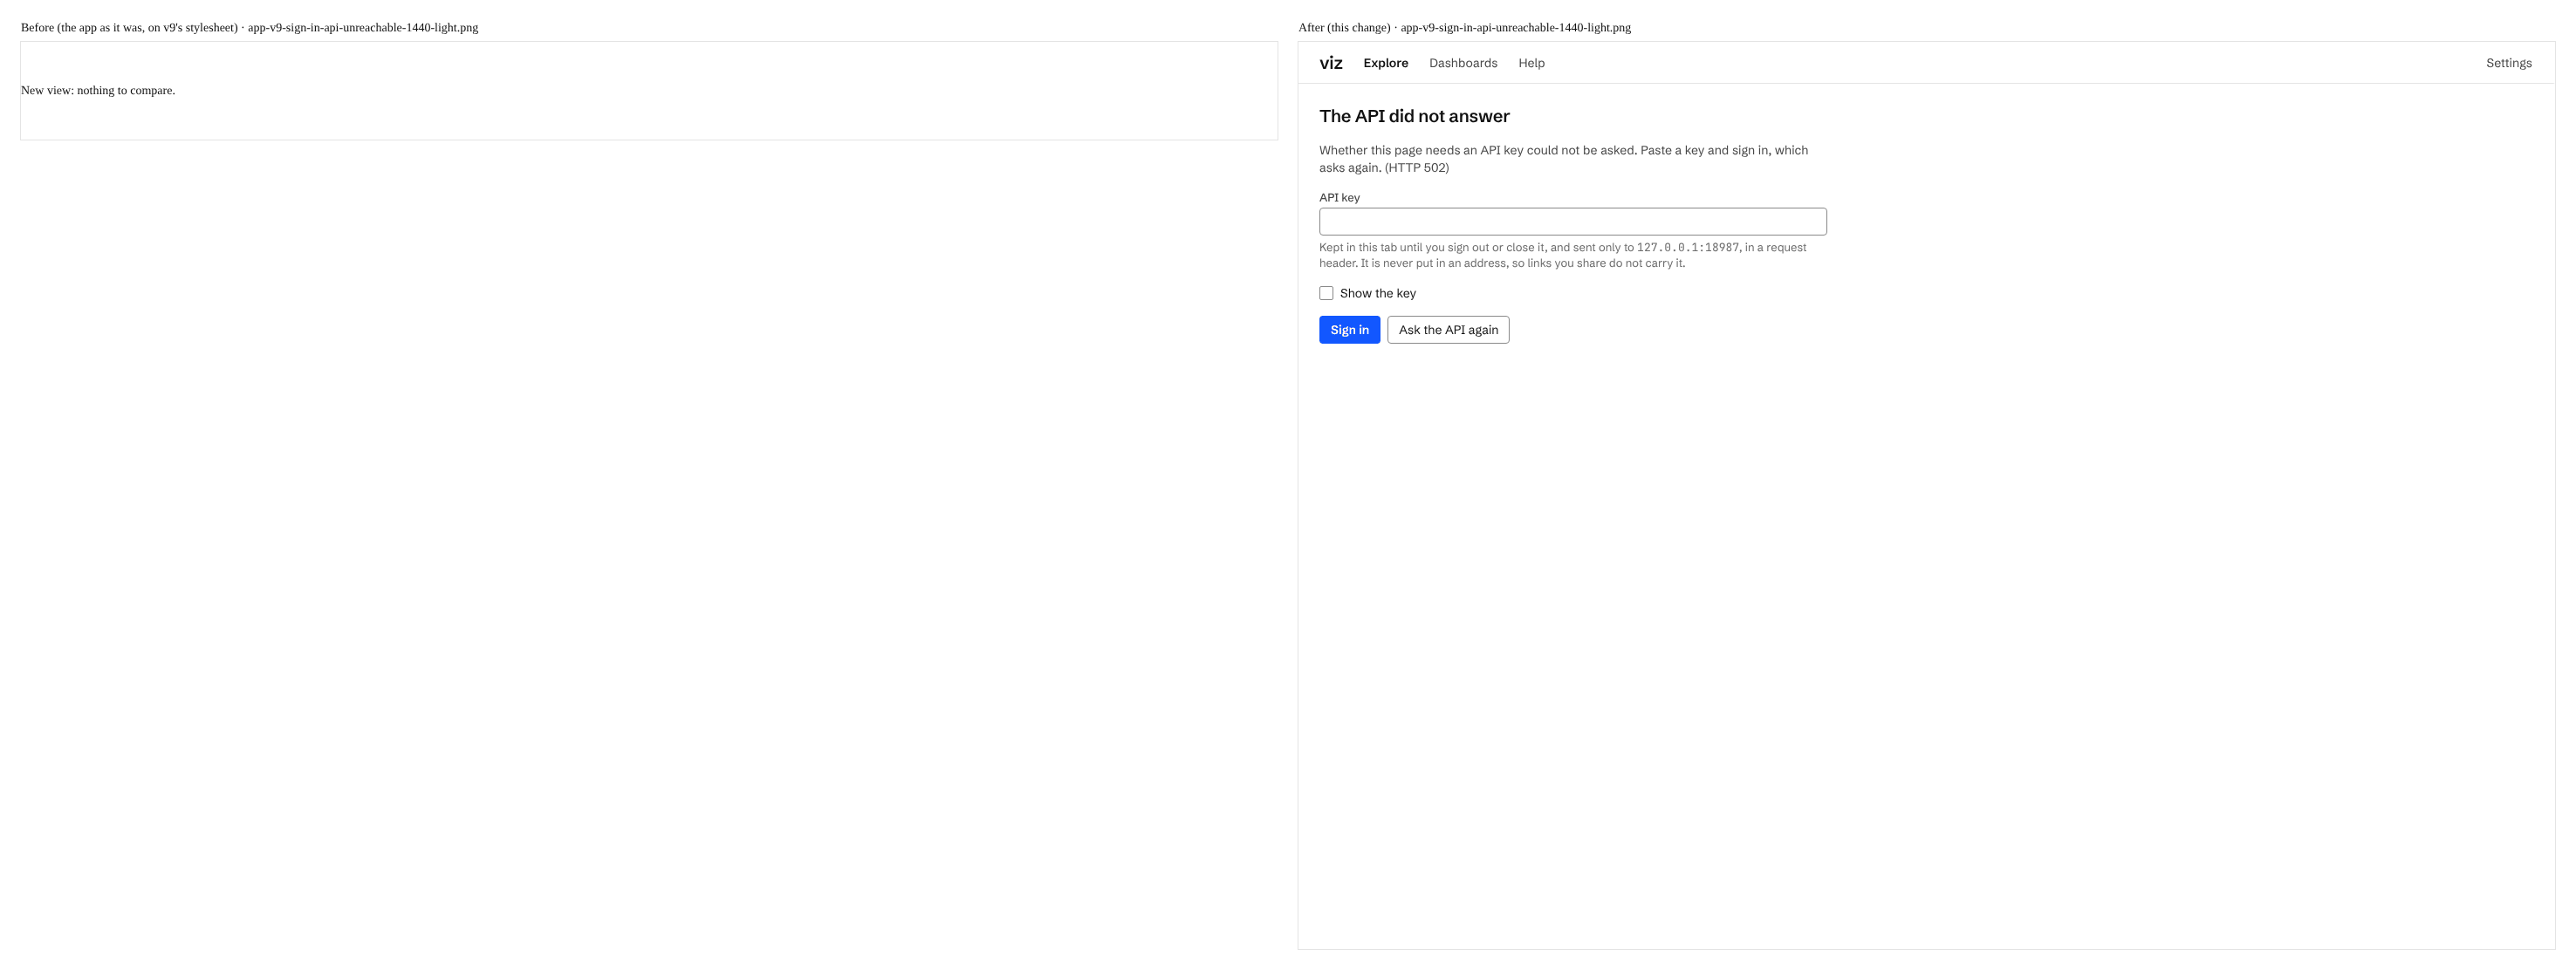 Before (the app as it was, on v9's stylesheet) · app-v9-sign-in-api-unreachable-1440-light.png
New view: nothing to compare.
After (this change) · app-v9-sign-in-api-unreachable-1440-light.png
viz Explore Dashboards Help Settings
The API did not answer
Whether this page needs an API key could not be asked. Paste a key and sign in, which
asks again. (HTTP 502)
API key
Kept in this tab until you sign out or close it, and sent only to 127.0.0.1:18987, in a request
header. It is never put in an address, so links you share do not carry it.
Show the key
Sign in Ask the API again